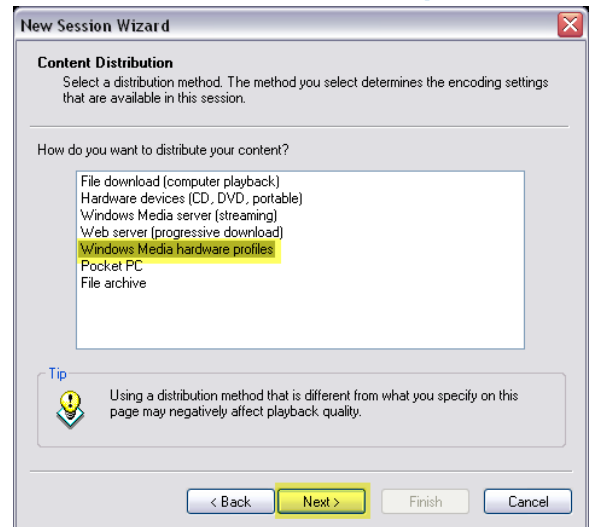 New Session Wizard
Content Distribution
Select a distribution method. The method you select determines the encoding settings
that are available in this session.
How do you want to distribute your content?
File download (computer playback)
Hardware devices (CD, DVD, portable)
Windows Media server (streaming)
Web server (progressive download)
Windows Media hardware profiles
Pocket PC
File archive
Tip
Using a distribution method that is different from what you specify on this
page may negatively affect playback quality.
< Back Next > Finish Cancel